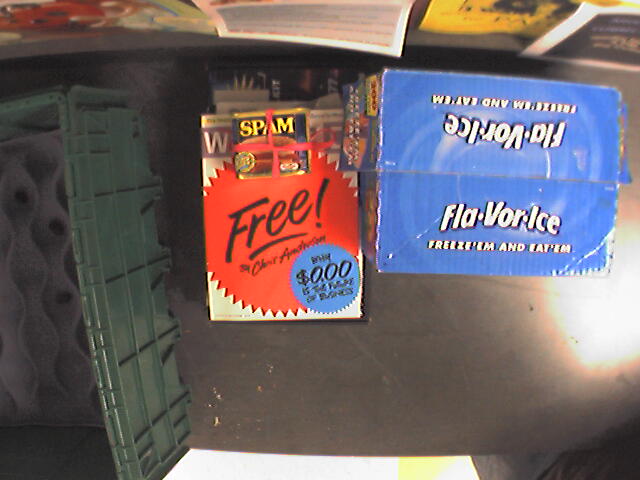 SPAM
W
Free!
By Chris Anderson
WHY
$0.00
IS THE FUTURE
OF BUSINESS
FREEZE'EM AND EAT'EM
Fla·Vor·Ice
Fla·Vor·Ice
FREEZE'EM AND EAT'EM